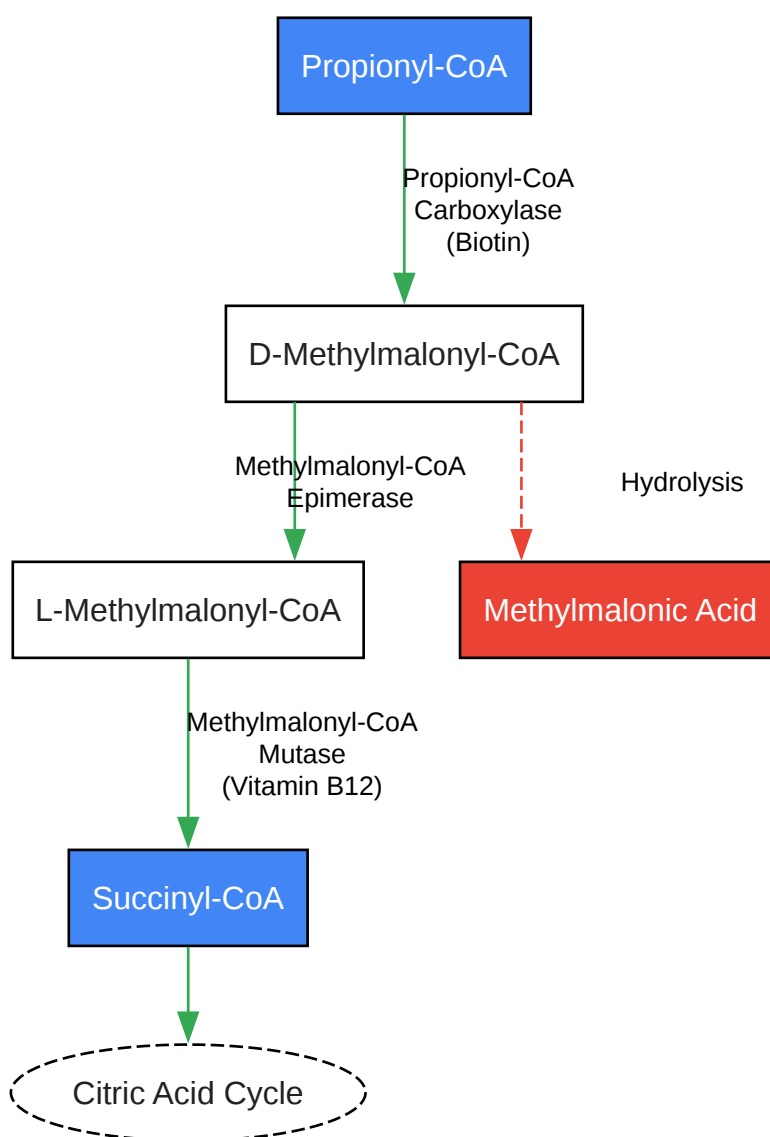 Propionyl-CoA
Propionyl-CoA
Carboxylase
(Biotin)
D-Methylmalonyl-CoA
Methylmalonyl-CoA
Epimerase
Hydrolysis
L-Methylmalonyl-CoA
Methylmalonic Acid
Methylmalonyl-CoA
Mutase
(Vitamin B12)
Succinyl-CoA
Citric Acid Cycle